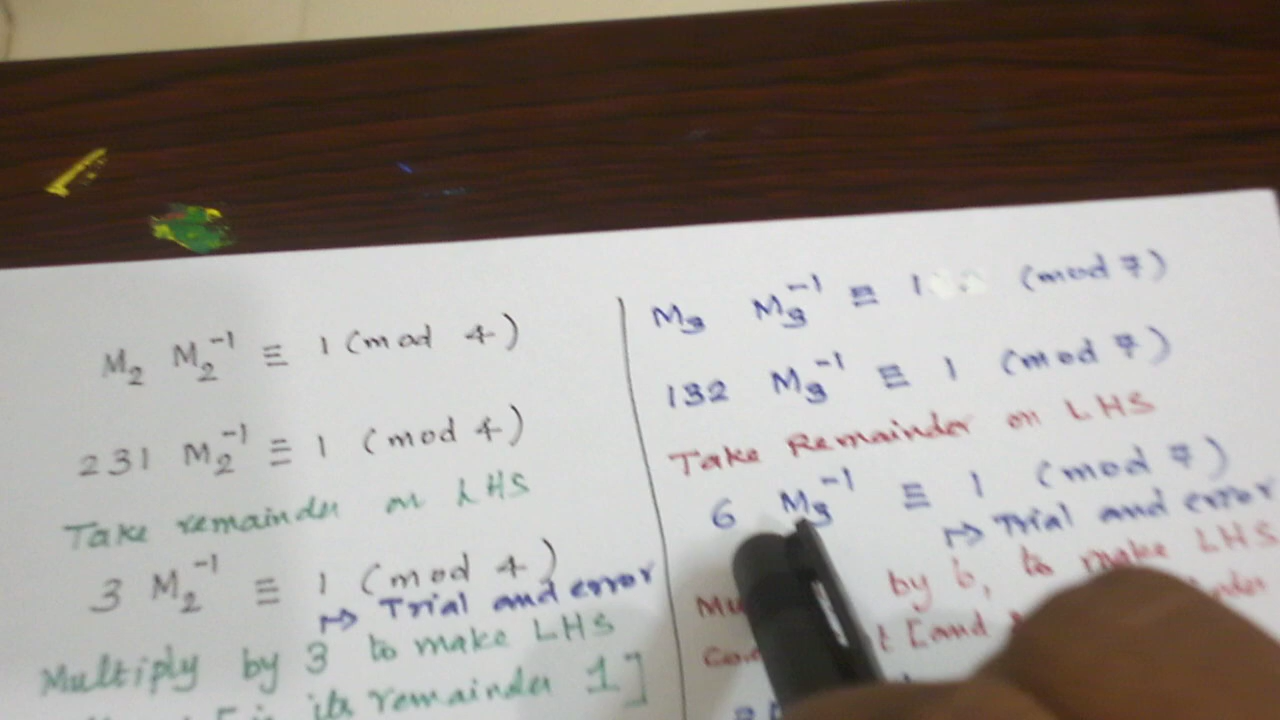 M₂ M₂⁻¹ ≡ 1 (mod 4)
231 M₂⁻¹ ≡ 1 (mod 4)
Take remainder on LHS
3 M₂⁻¹ ≡ 1 (mod 4)
↦ Trial and error
Multiply by 3 to make LHS
its remainder 1]
M₃ M₃⁻¹ ≡ 1 (mod 7)
132 M₃⁻¹ ≡ 1 (mod 7)
Take Remainder on LHS
6 M₃⁻¹ ≡ 1 (mod 7)
↦ Trial and error
by 6, to make LHS
[and